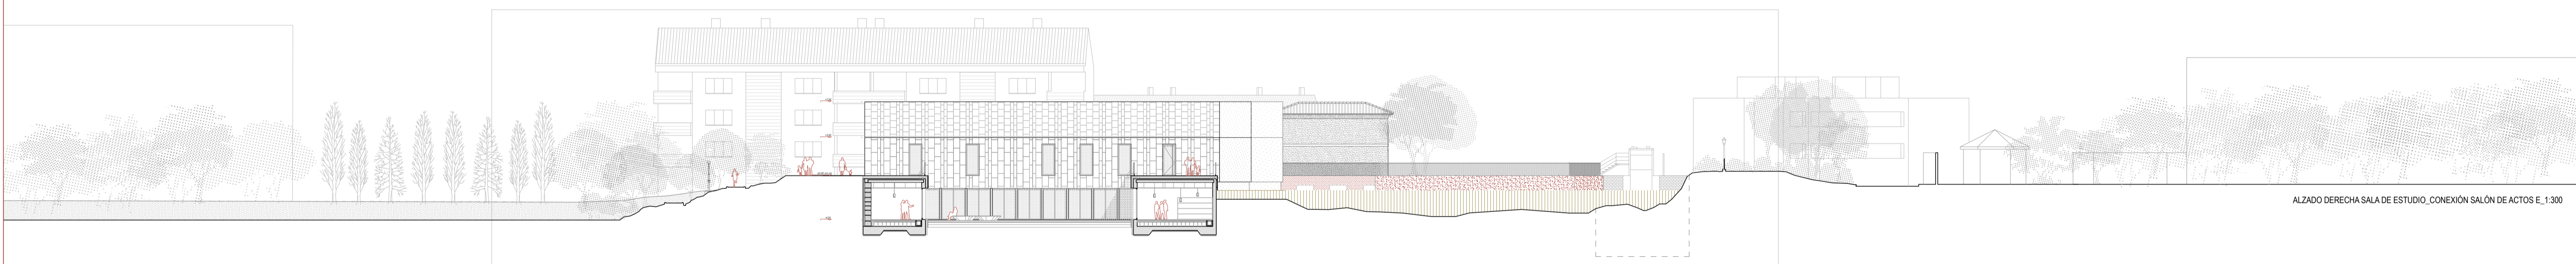 ALZADO DERECHA SALA DE ESTUDIO_CONEXIÓN SALÓN DE ACTOS E_1:300